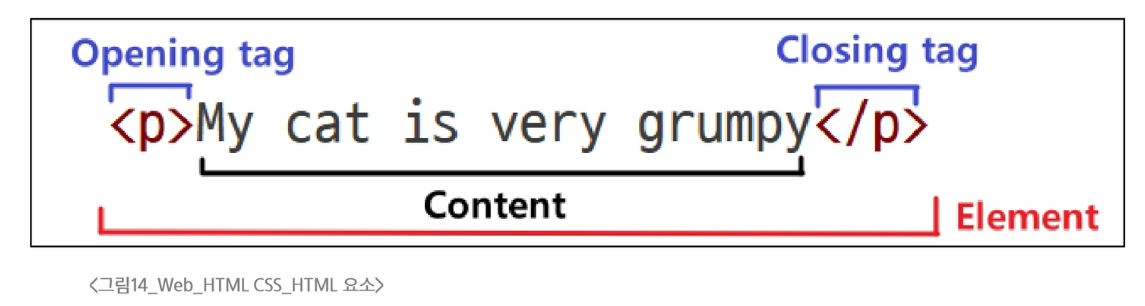 Opening tag Closing tag
<p>My cat is very grumpy</p>
Content
Element
<그림14_Web_HTML CSS_HTML 요소>